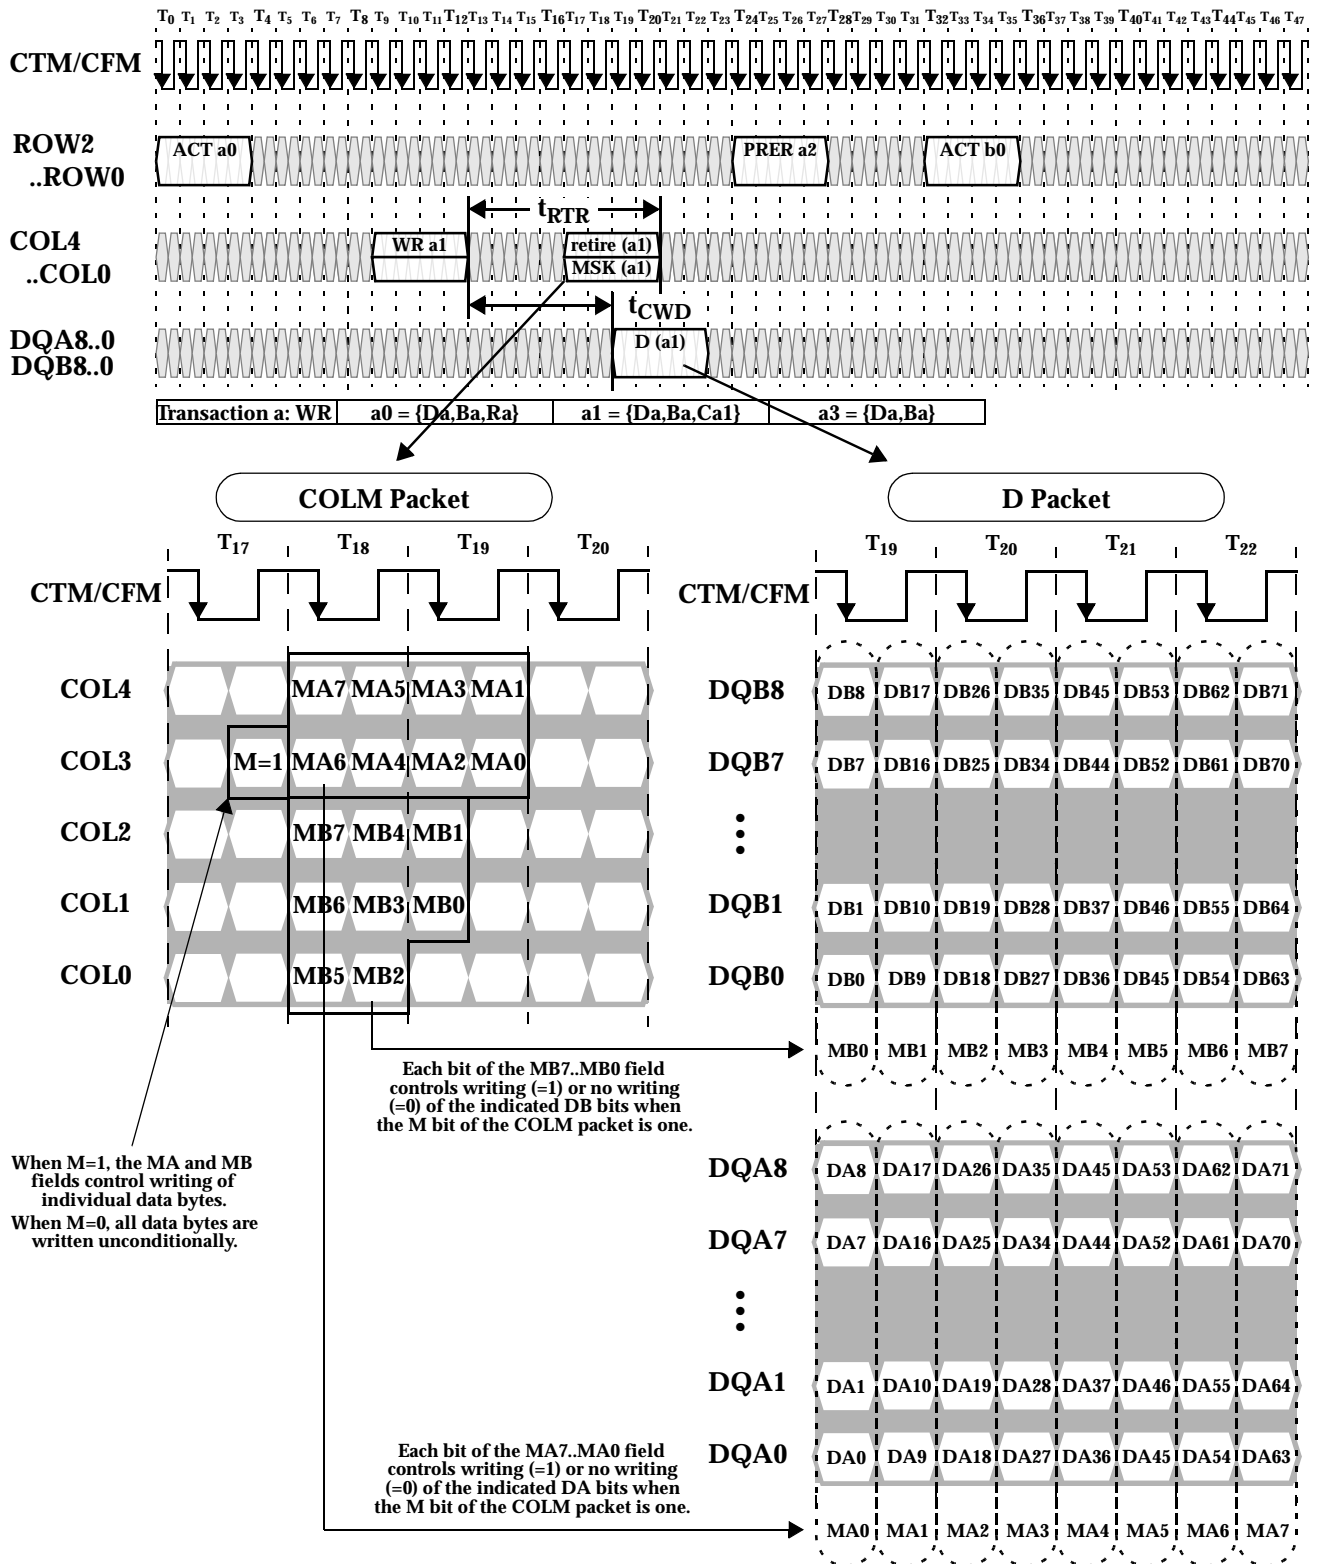 T0 T1 T2 T3 T4 T5 T6 T7 T8 T9 T10 T11 T12 T13 T14 T15 T16 T17 T18 T19 T20 T21 T22 T23 T24 T25 T26 T27 T28 T29 T30 T31 T32 T33 T34 T35 T36 T37 T38 T39 T40 T41 T42 T43 T44 T45 T46 T47
CTM/CFM
ROW2
..ROW0
ACT a0
PRER a2
ACT b0
tRTR
COL4
..COL0
WR a1
retire (a1)
MSK (a1)
tCWD
DQA8..0
DQB8..0
D (a1)
Transaction a: WR a0 = {Da,Ba,Ra} a1 = {Da,Ba,Ca1} a3 = {Da,Ba}
COLM Packet
T17 T18 T19 T20
CTM/CFM
COL4 MA7 MA5 MA3 MA1
COL3 M=1 MA6 MA4 MA2 MA0
COL2 MB7 MB4 MB1
COL1 MB6 MB3 MB0
COL0 MB5 MB2
Each bit of the MB7..MB0 field
controls writing (=1) or no writing
(=0) of the indicated DB bits when
the M bit of the COLM packet is one.
When M=1, the MA and MB
fields control writing of
individual data bytes.
When M=0, all data bytes are
written unconditionally.
Each bit of the MA7..MA0 field
controls writing (=1) or no writing
(=0) of the indicated DA bits when
the M bit of the COLM packet is one.
D Packet
T19 T20 T21 T22
CTM/CFM
DQB8 DB8 DB17 DB26 DB35 DB45 DB53 DB62 DB71
DQB7 DB7 DB16 DB25 DB34 DB44 DB52 DB61 DB70
DQB1 DB1 DB10 DB19 DB28 DB37 DB46 DB55 DB64
DQB0 DB0 DB9 DB18 DB27 DB36 DB45 DB54 DB63
MB0 MB1 MB2 MB3 MB4 MB5 MB6 MB7
DQA8 DA8 DA17 DA26 DA35 DA45 DA53 DA62 DA71
DQA7 DA7 DA16 DA25 DA34 DA44 DA52 DA61 DA70
DQA1 DA1 DA10 DA19 DA28 DA37 DA46 DA55 DA64
DQA0 DA0 DA9 DA18 DA27 DA36 DA45 DA54 DA63
MA0 MA1 MA2 MA3 MA4 MA5 MA6 MA7